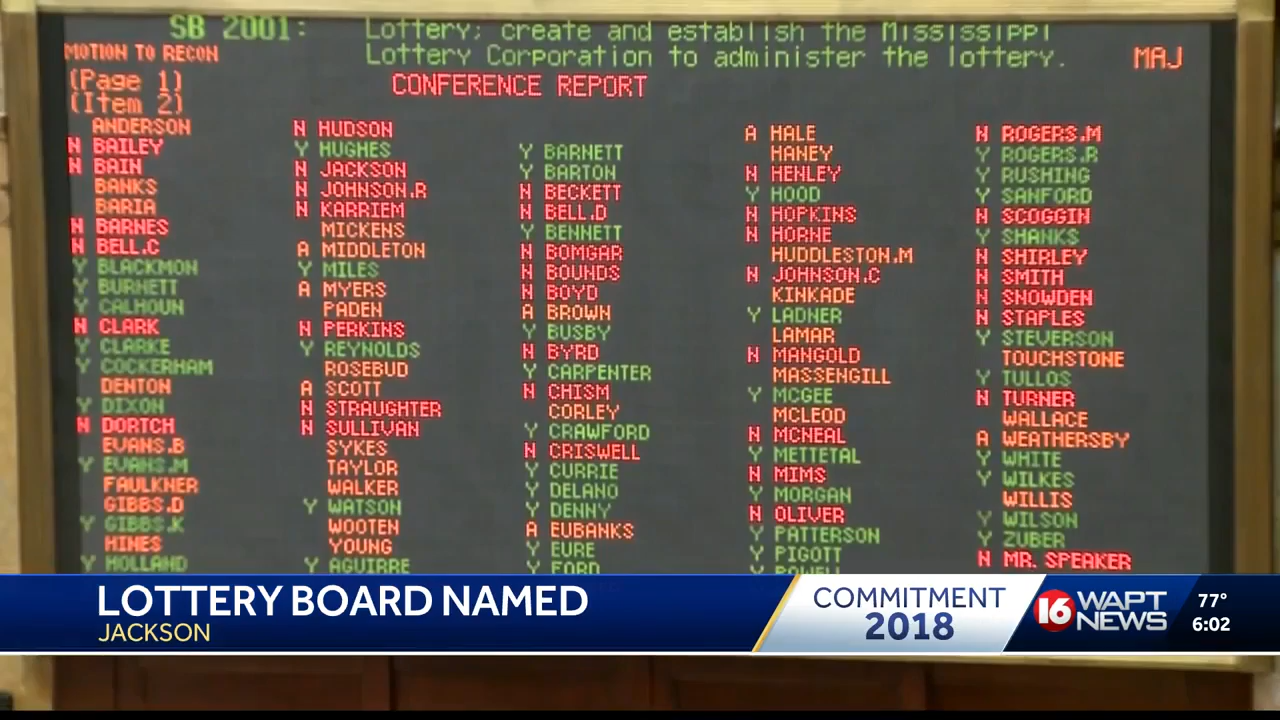 SB 2001: Lottery; create and establish the Mississippi
MOTION TO RECON Lottery Corporation to administer the lottery. MAJ
(Page 1) CONFERENCE REPORT
(Item 2)
ANDERSON
N BAILEY
N BAIN
BANKS
BARIA
N BARNES
N BELL.C
Y BLACKMON
Y BURNETT
Y CALHOUN
N CLARK
Y CLARKE
Y COCKERHAM
DENTON
Y DIXON
N DORTCH
EVANS.B
Y EVANS.M
FAULKNER
GIBBS.D
Y GIBBS.K
HINES
Y HOLLAND
N HUDSON
Y HUGHES
N JACKSON
N JOHNSON.R
N KARRIEM
MICKENS
A MIDDLETON
Y MILES
A MYERS
PADEN
N PERKINS
Y REYNOLDS
ROSEBUD
A SCOTT
N STRAUGHTER
N SULLIVAN
SYKES
TAYLOR
WALKER
Y WATSON
WOOTEN
YOUNG
Y AGUIRRE
Y BARNETT
Y BARTON
N BECKETT
N BELL.D
Y BENNETT
N BOMGAR
N BOUNDS
N BOYD
A BROWN
Y BUSBY
N BYRD
Y CARPENTER
N CHISM
CORLEY
Y CRAWFORD
N CRISWELL
Y CURRIE
Y DELANO
Y DENNY
A EUBANKS
Y EURE
Y FORD
A HALE
HANEY
N HENLEY
Y HOOD
N HOPKINS
N HORNE
HUDDLESTON.M
N JOHNSON.C
KINKADE
Y LADNER
LAMAR
N MANGOLD
MASSENGILL
Y MCGEE
MCLEOD
N MCNEAL
Y METTETAL
N MIMS
Y MORGAN
N OLIVER
Y PATTERSON
Y PIGOTT
Y POWELL
N ROGERS.M
Y ROGERS.R
Y RUSHING
Y SANFORD
N SCOGGIN
Y SHANKS
N SHIRLEY
N SMITH
N SNOWDEN
N STAPLES
Y STEVERSON
TOUCHSTONE
Y TULLOS
N TURNER
WALLACE
A WEATHERSBY
Y WHITE
Y WILKES
WILLIS
Y WILSON
Y ZUBER
N MR. SPEAKER
LOTTERY BOARD NAMED
JACKSON
COMMITMENT
2018
16 WAPT
NEWS
77°
6:02